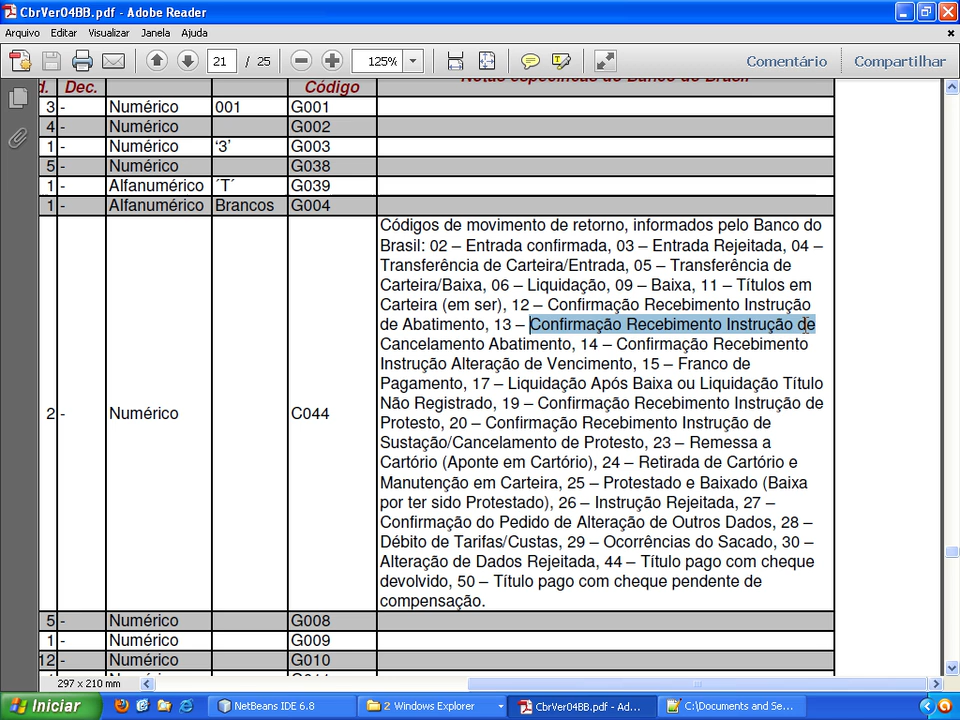 CbrVer04BB.pdf - Adobe Reader
Arquivo Editar Visualizar Janela Ajuda
21 / 25 125% Comentário Compartilhar
d. Dec. Código Notas específicas do Banco do Brasil
3 - Numérico 001 G001
4 - Numérico G002
1 - Numérico ‘3’ G003
5 - Numérico G038
1 - Alfanumérico ´T´ G039
1 - Alfanumérico Brancos G004
Códigos de movimento de retorno, informados pelo Banco do
Brasil: 02 – Entrada confirmada, 03 – Entrada Rejeitada, 04 –
Transferência de Carteira/Entrada, 05 – Transferência de
Carteira/Baixa, 06 – Liquidação, 09 – Baixa, 11 – Títulos em
Carteira (em ser), 12 – Confirmação Recebimento Instrução
de Abatimento, 13 – Confirmação Recebimento Instrução de
Cancelamento Abatimento, 14 – Confirmação Recebimento
Instrução Alteração de Vencimento, 15 – Franco de
Pagamento, 17 – Liquidação Após Baixa ou Liquidação Título
Não Registrado, 19 – Confirmação Recebimento Instrução de
2 - Numérico C044
Protesto, 20 – Confirmação Recebimento Instrução de
Sustação/Cancelamento de Protesto, 23 – Remessa a
Cartório (Aponte em Cartório), 24 – Retirada de Cartório e
Manutenção em Carteira, 25 – Protestado e Baixado (Baixa
por ter sido Protestado), 26 – Instrução Rejeitada, 27 –
Confirmação do Pedido de Alteração de Outros Dados, 28 –
Débito de Tarifas/Custas, 29 – Ocorrências do Sacado, 30 –
Alteração de Dados Rejeitada, 44 – Título pago com cheque
devolvido, 50 – Título pago com cheque pendente de
compensação.
5 - Numérico G008
1 - Numérico G009
12 - Numérico G010
297 x 210 mm
Iniciar NetBeans IDE 6.8 2 Windows Explorer CbrVer04BB.pdf - Ad... C:\Documents and Se...